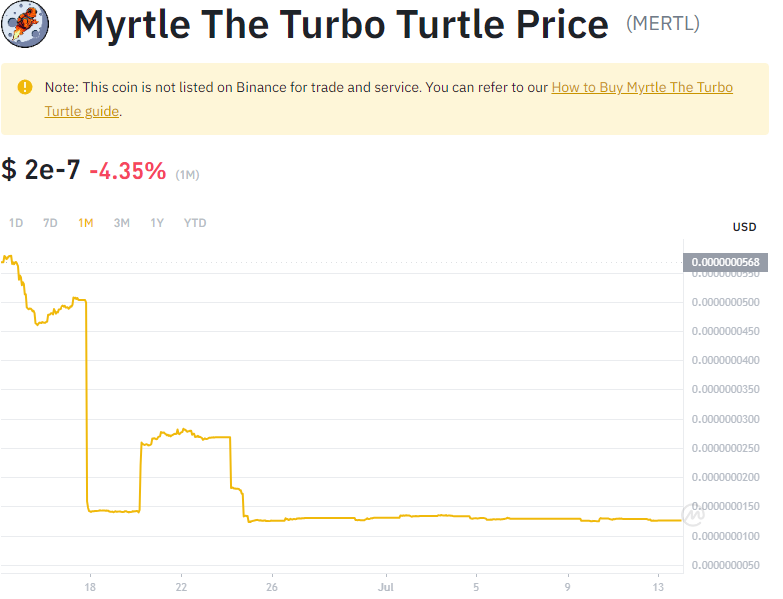 Myrtle The Turbo Turtle Price (MERTL)
Note: This coin is not listed on Binance for trade and service. You can refer to our How to Buy Myrtle The Turbo
Turtle guide.
$ 2e-7 -4.35% (1M)
1D 7D 1M 3M 1Y YTD
USD
0.0000000568
0.0000000550
0.0000000500
0.0000000450
0.0000000400
0.0000000350
0.0000000300
0.0000000250
0.0000000200
0.0000000150
0.0000000100
0.0000000050
18 22 26 Jul 5 9 13